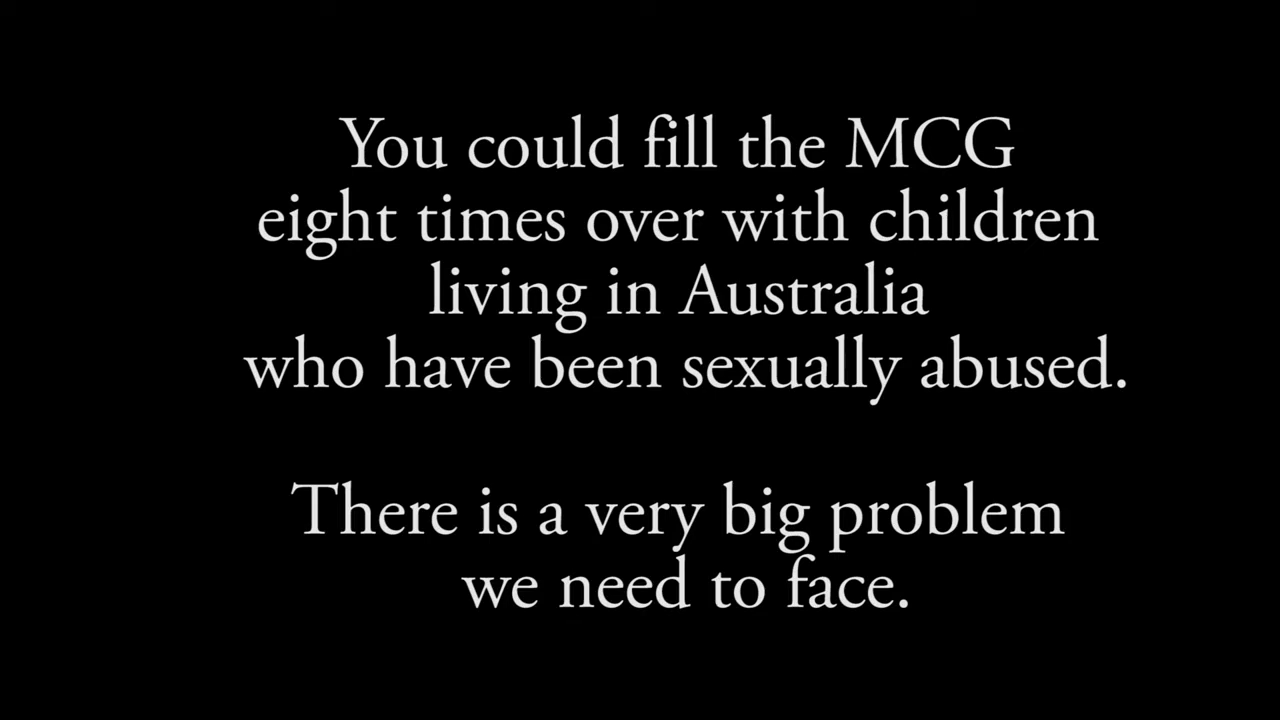 You could fill the MCG
eight times over with children
living in Australia
who have been sexually abused.
There is a very big problem
we need to face.